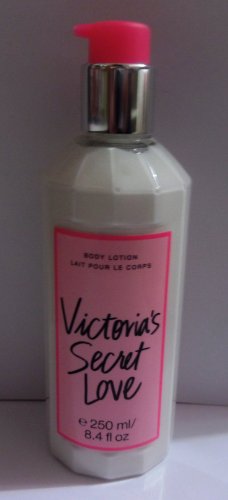 BODY LOTION
LAIT POUR LE CORPS
Victoria's
Secret
Love
℮ 250 ml/
8.4 fl oz